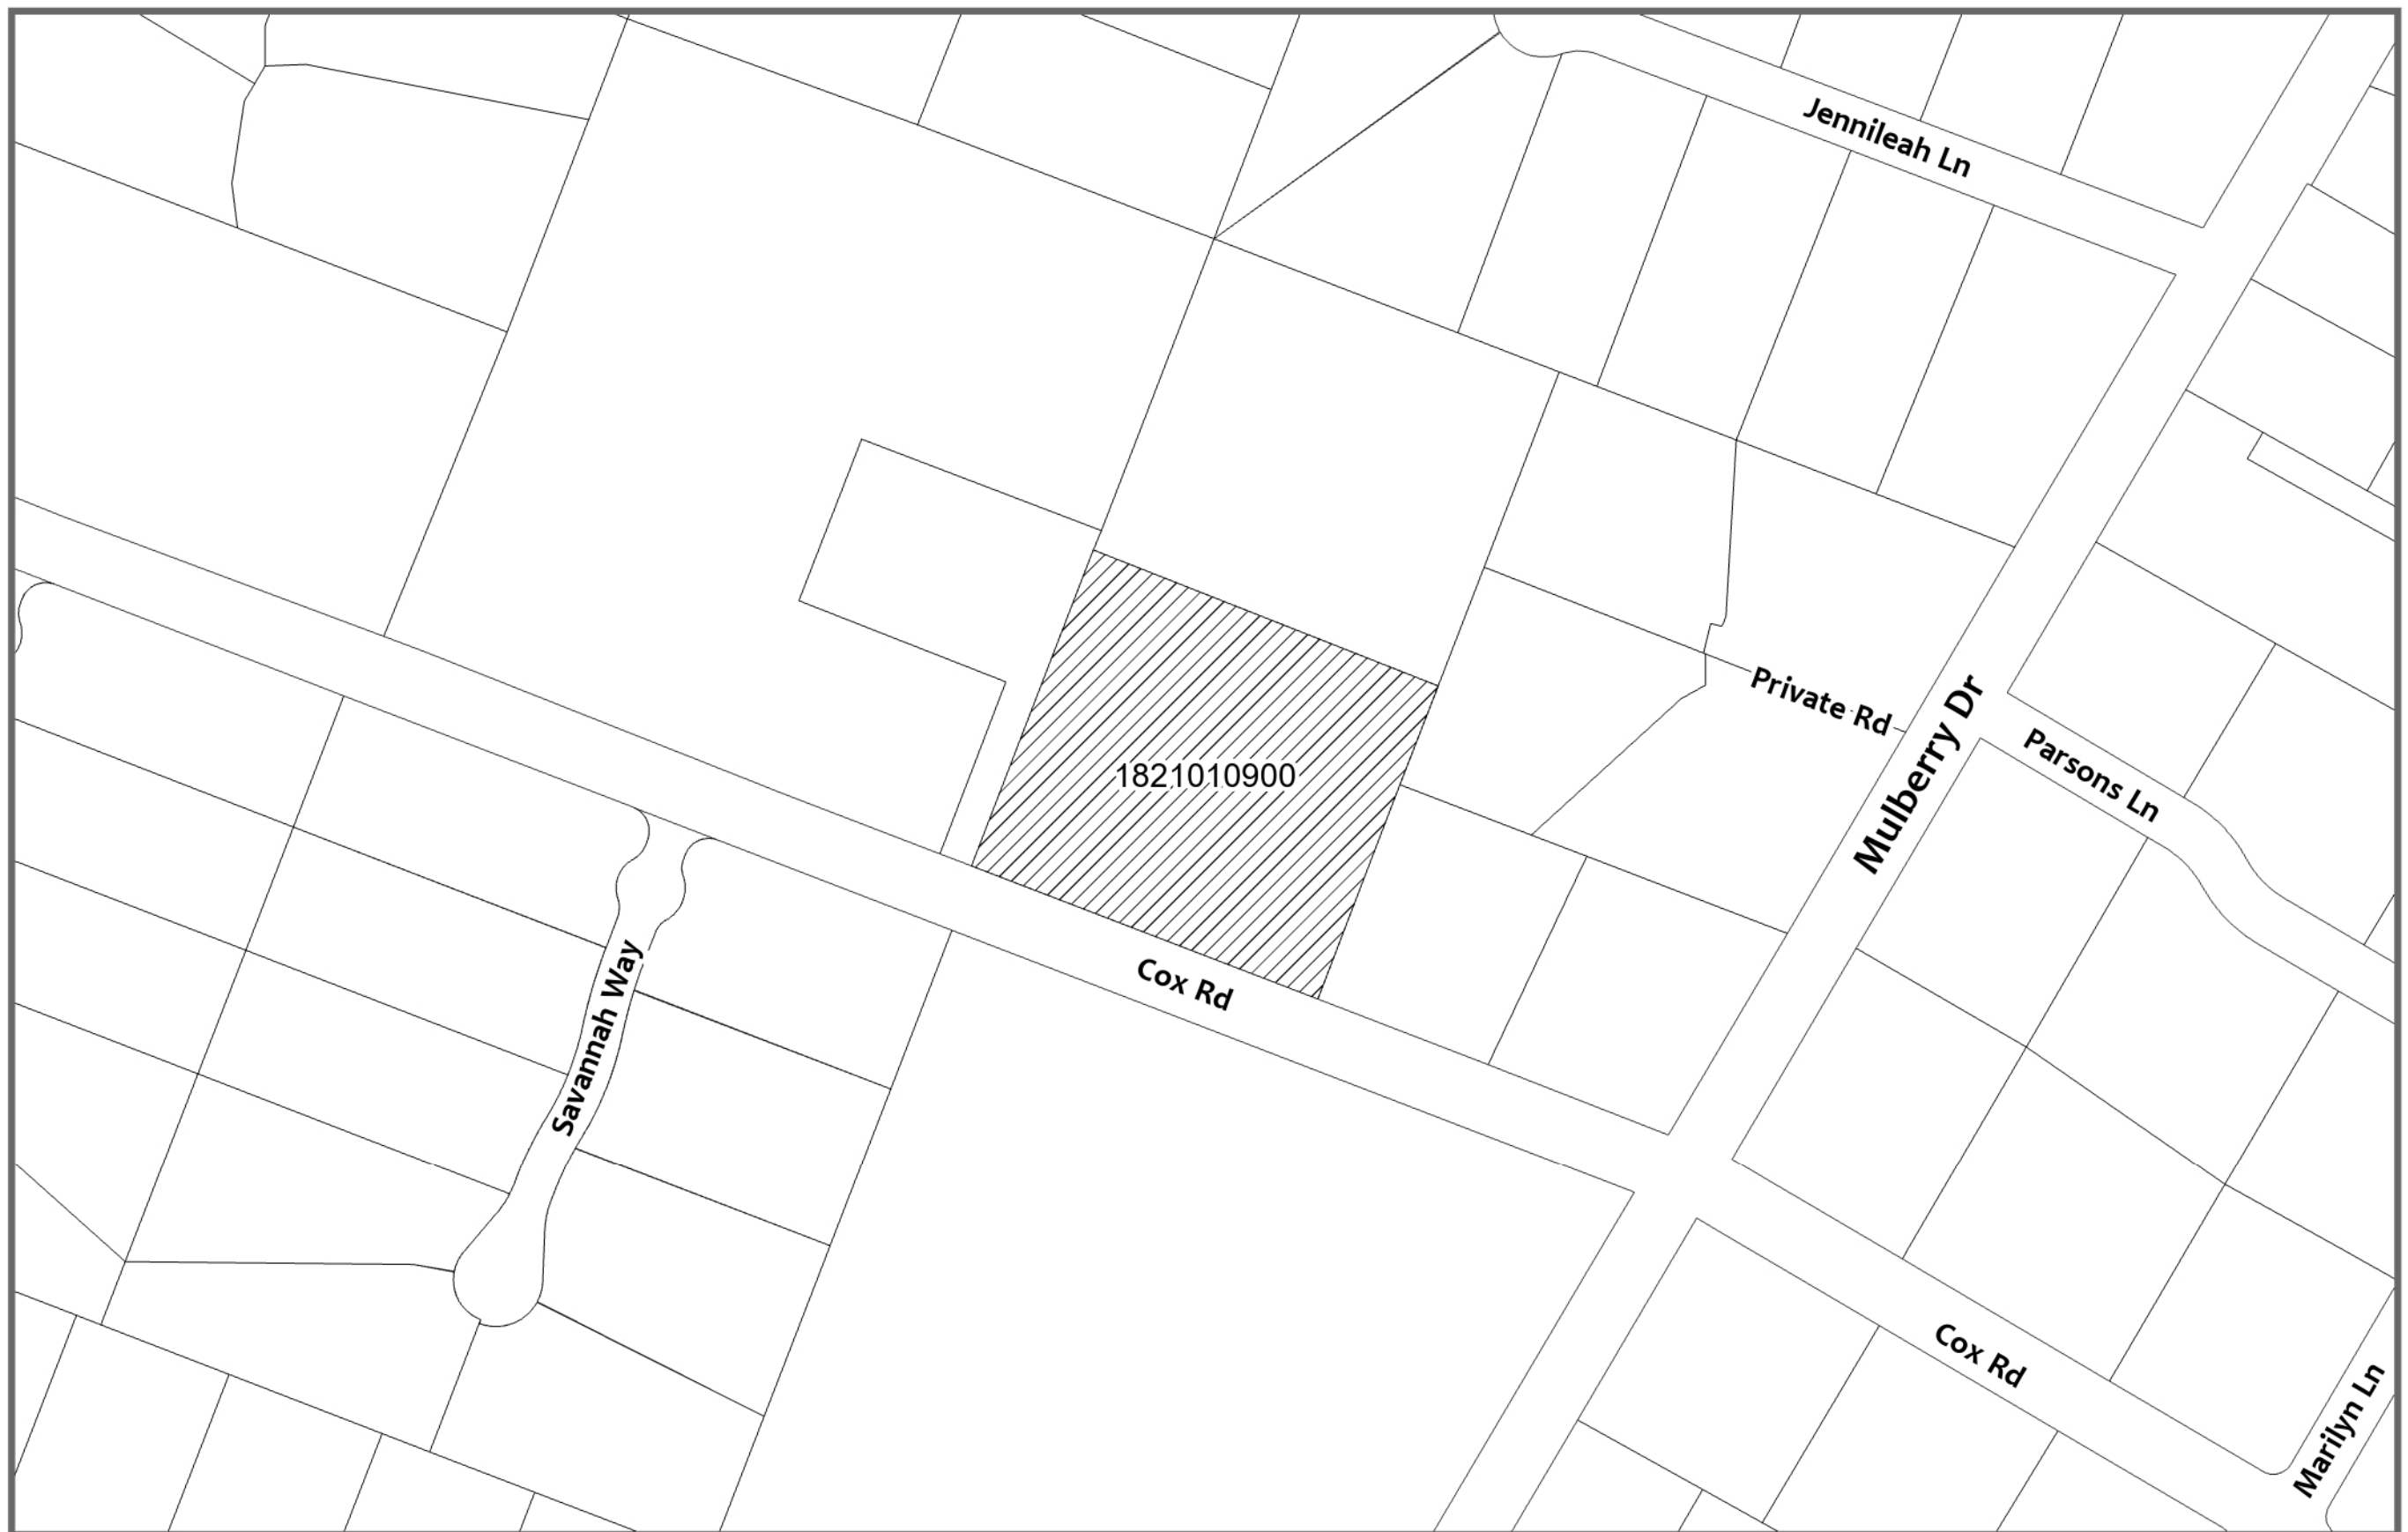 Jennileah Ln
Private Rd
Mulberry Dr
Parsons Ln
1821010900
Cox Rd
Savannah Way
Cox Rd
Marilyn Ln